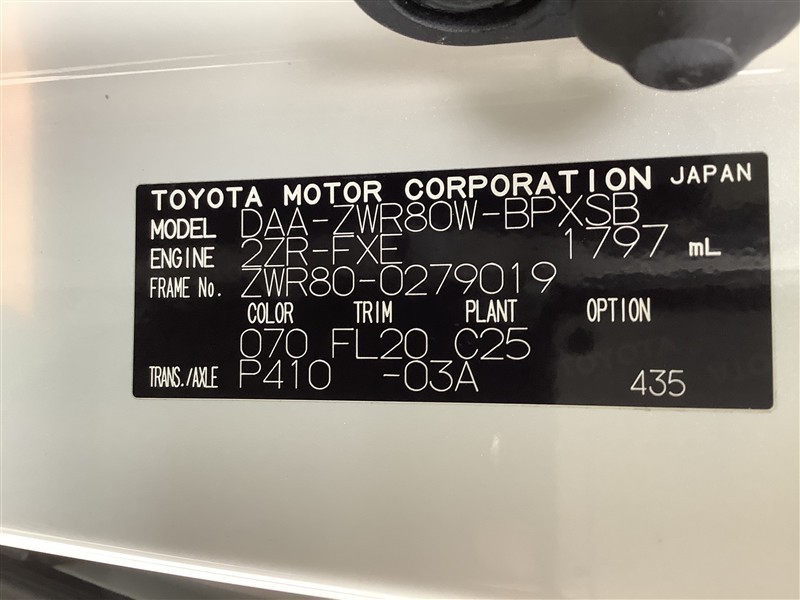 TOYOTA MOTOR CORPORATION JAPAN
MODEL DAA-ZWR80W-BPXSB
ENGINE 2ZR-FXE 1797 mL
FRAME No. ZWR80-0279019
COLOR TRIM PLANT OPTION
070 FL20 C25
TRANS./AXLE P410 -03A 435